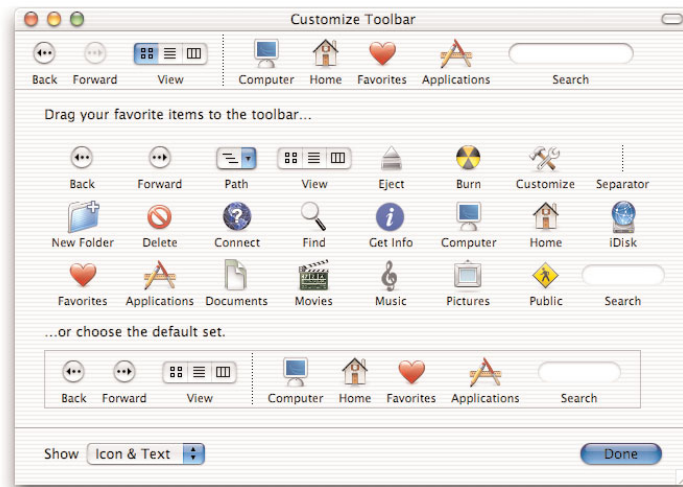 Customize Toolbar
Back Forward View Computer Home Favorites Applications Search
Drag your favorite items to the toolbar...
Back Forward Path View Eject Burn Customize Separator
New Folder Delete Connect Find Get Info Computer Home iDisk
Favorites Applications Documents Movies Music Pictures Public Search
...or choose the default set.
Back Forward View Computer Home Favorites Applications Search
Show Icon & Text Done